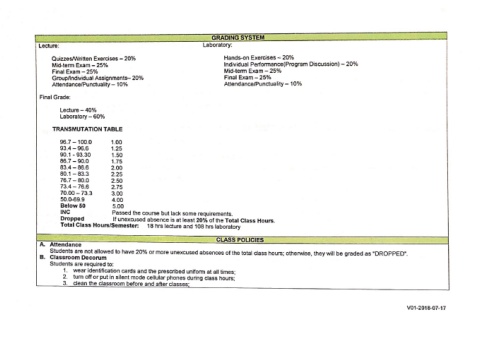 GRADING SYSTEM
Lecture: Laboratory:
Quizzes/Written Exercises – 20% Hands-on Exercises – 20%
Mid-term Exam – 25% Individual Performance(Program Discussion) – 20%
Final Exam – 25% Mid-term Exam – 25%
Group/Individual Assignments– 20% Final Exam – 25%
Attendance/Punctuality – 10% Attendance/Punctuality – 10%
Final Grade:
Lecture – 40%
Laboratory – 60%
TRANSMUTATION TABLE
96.7 – 100.0 1.00
93.4 – 96.6 1.25
90.1 - 93.30 1.50
86.7 – 90.0 1.75
83.4 – 86.6 2.00
80.1 – 83.3 2.25
76.7 – 80.0 2.50
73.4 – 76.6 2.75
70.00 – 73.3 3.00
50.0-69.9 4.00
Below 50 5.00
INC Passed the course but lack some requirements.
Dropped If unexcused absence is at least 20% of the Total Class Hours.
Total Class Hours/Semester: 18 hrs lecture and 108 hrs laboratory
CLASS POLICIES
A. Attendance
Students are not allowed to have 20% or more unexcused absences of the total class hours; otherwise, they will be graded as "DROPPED".
B. Classroom Decorum
Students are required to:
1. wear identification cards and the prescribed uniform at all times;
2. turn off or put in silent mode cellular phones during class hours;
3. clean the classroom before and after classes;
V01-2018-07-17